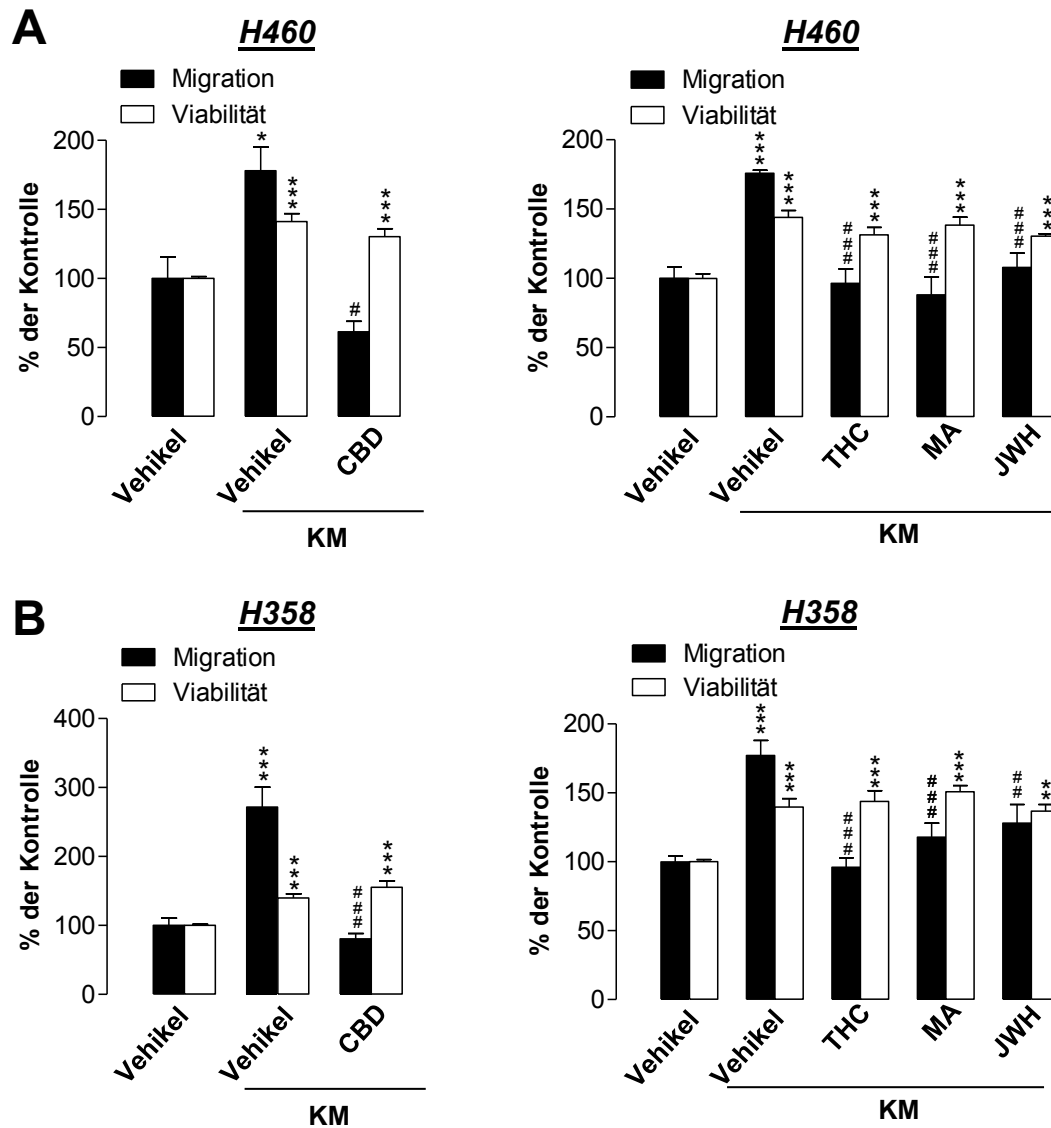 A
H460
Migration
Viabilität
% der Kontrolle
200
150
100
50
0
*
***
***
#
Vehikel
Vehikel
CBD
KM
H460
Migration
Viabilität
% der Kontrolle
200
150
100
50
0
***
***
###
***
###
***
###
***
Vehikel
Vehikel
THC
MA
JWH
KM
B
H358
Migration
Viabilität
% der Kontrolle
400
300
200
100
0
***
***
###
***
Vehikel
Vehikel
CBD
KM
H358
Migration
Viabilität
% der Kontrolle
200
150
100
50
0
***
***
###
***
###
***
##
**
Vehikel
Vehikel
THC
MA
JWH
KM